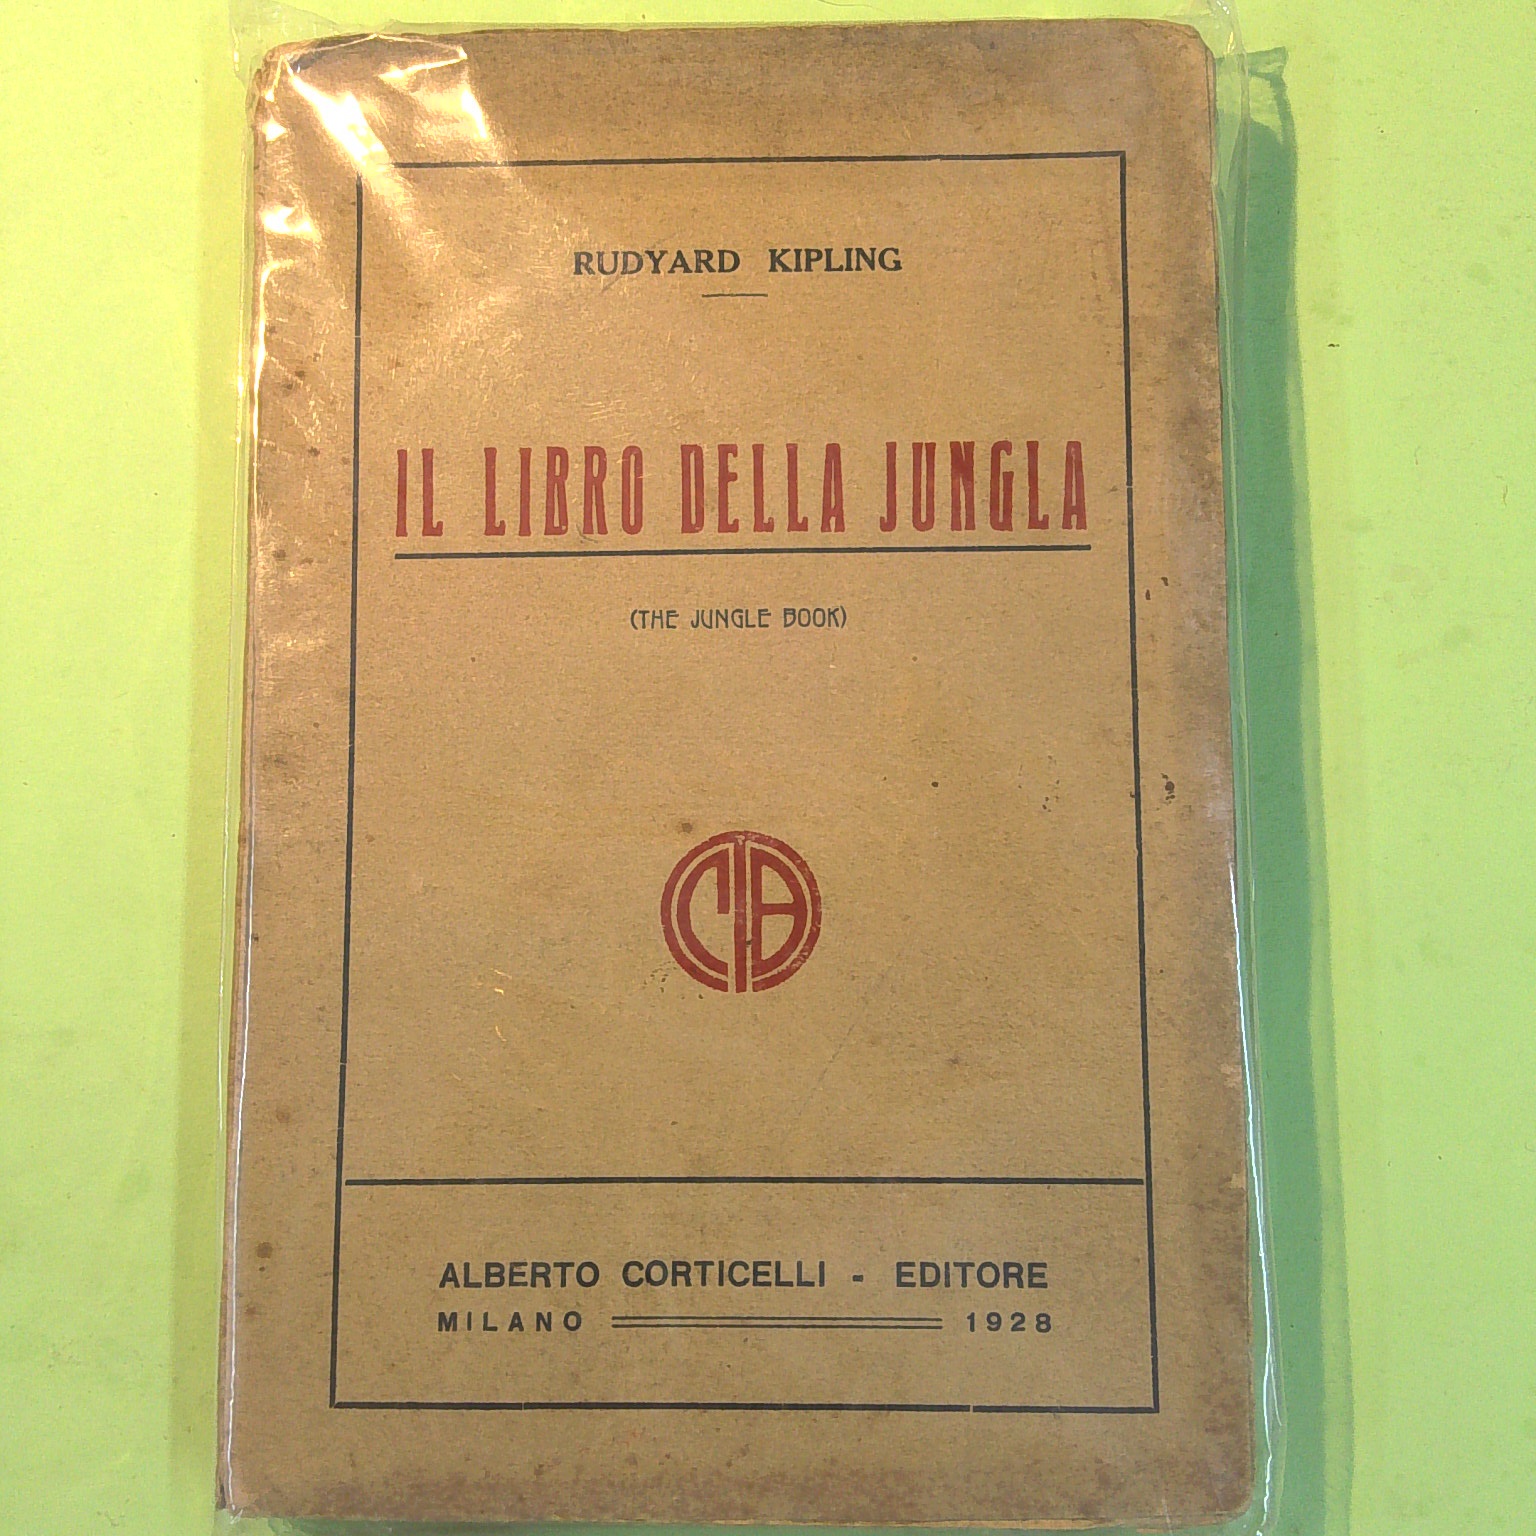 RUDYARD KIPLING
IL LIBRO DELLA JUNGLA
(THE JUNGLE BOOK)
ALBERTO CORTICELLI - EDITORE
MILANO 1928